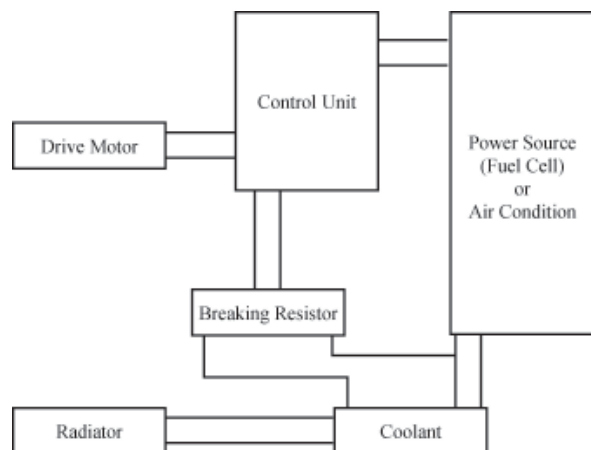 Control Unit
Drive Motor
Power Source
(Fuel Cell)
or
Air Condition
Breaking Resistor
Radiator
Coolant